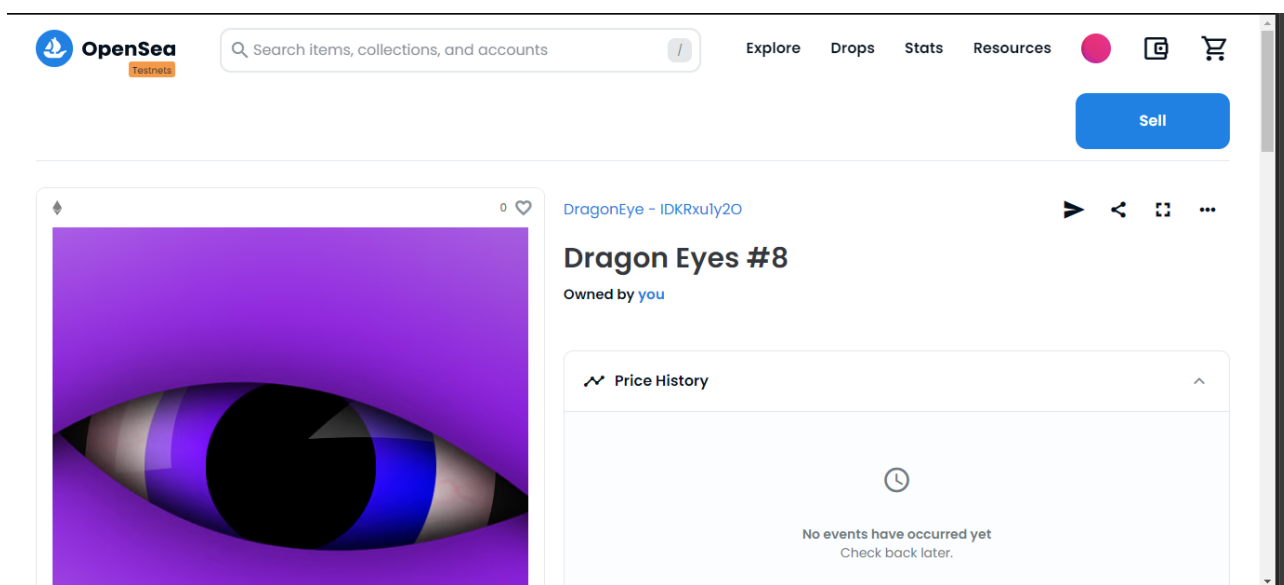 OpenSea
Testnets
Search items, collections, and accounts
/
Explore Drops Stats Resources
Sell
0
DragonEye - IDKRxu1y2O
Dragon Eyes #8
Owned by you
Price History
No events have occurred yet
Check back later.